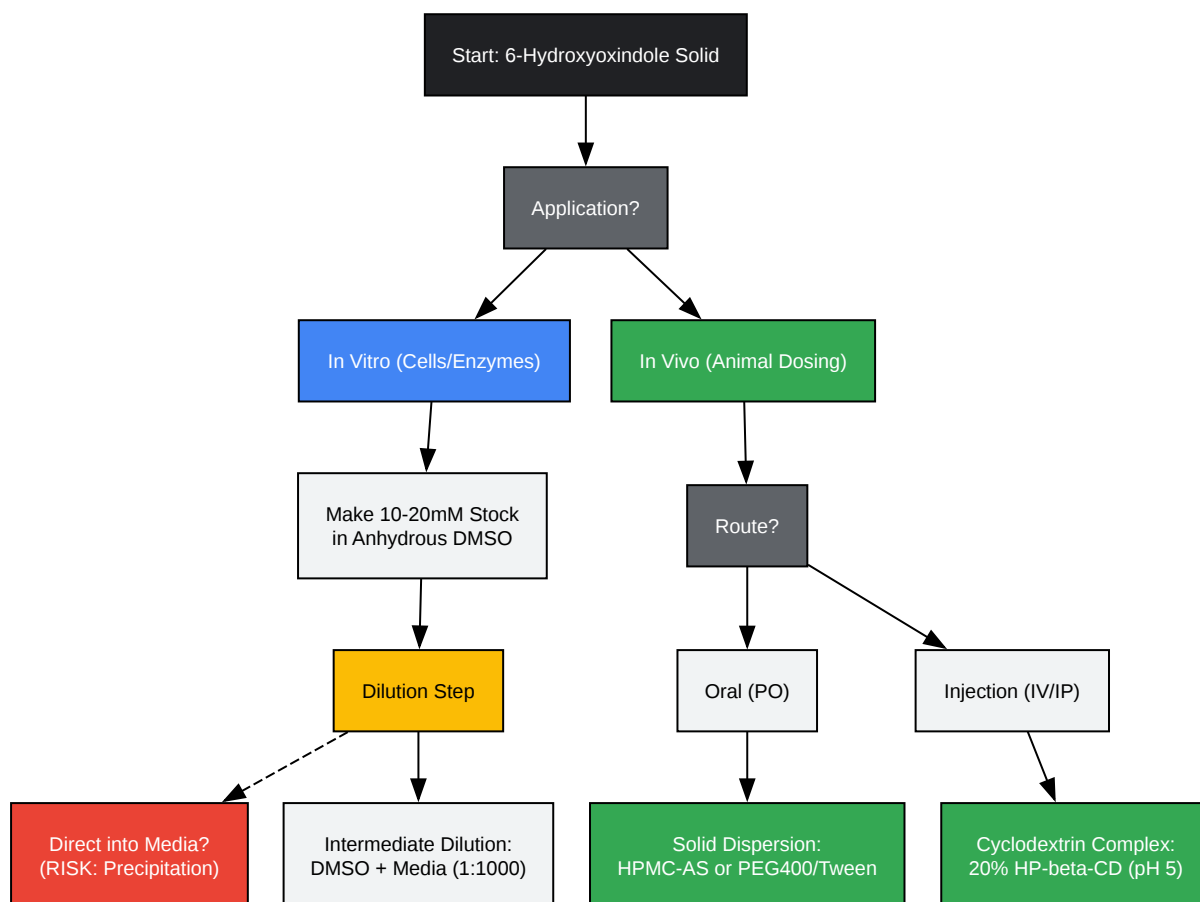 Start: 6-Hydroxyoxindole Solid
Application?
In Vitro (Cells/Enzymes)
In Vivo (Animal Dosing)
Make 10-20mM Stock
in Anhydrous DMSO
Route?
Dilution Step
Oral (PO)
Injection (IV/IP)
Direct into Media?
(RISK: Precipitation)
Intermediate Dilution:
DMSO + Media (1:1000)
Solid Dispersion:
HPMC-AS or PEG400/Tween
Cyclodextrin Complex:
20% HP-beta-CD (pH 5)